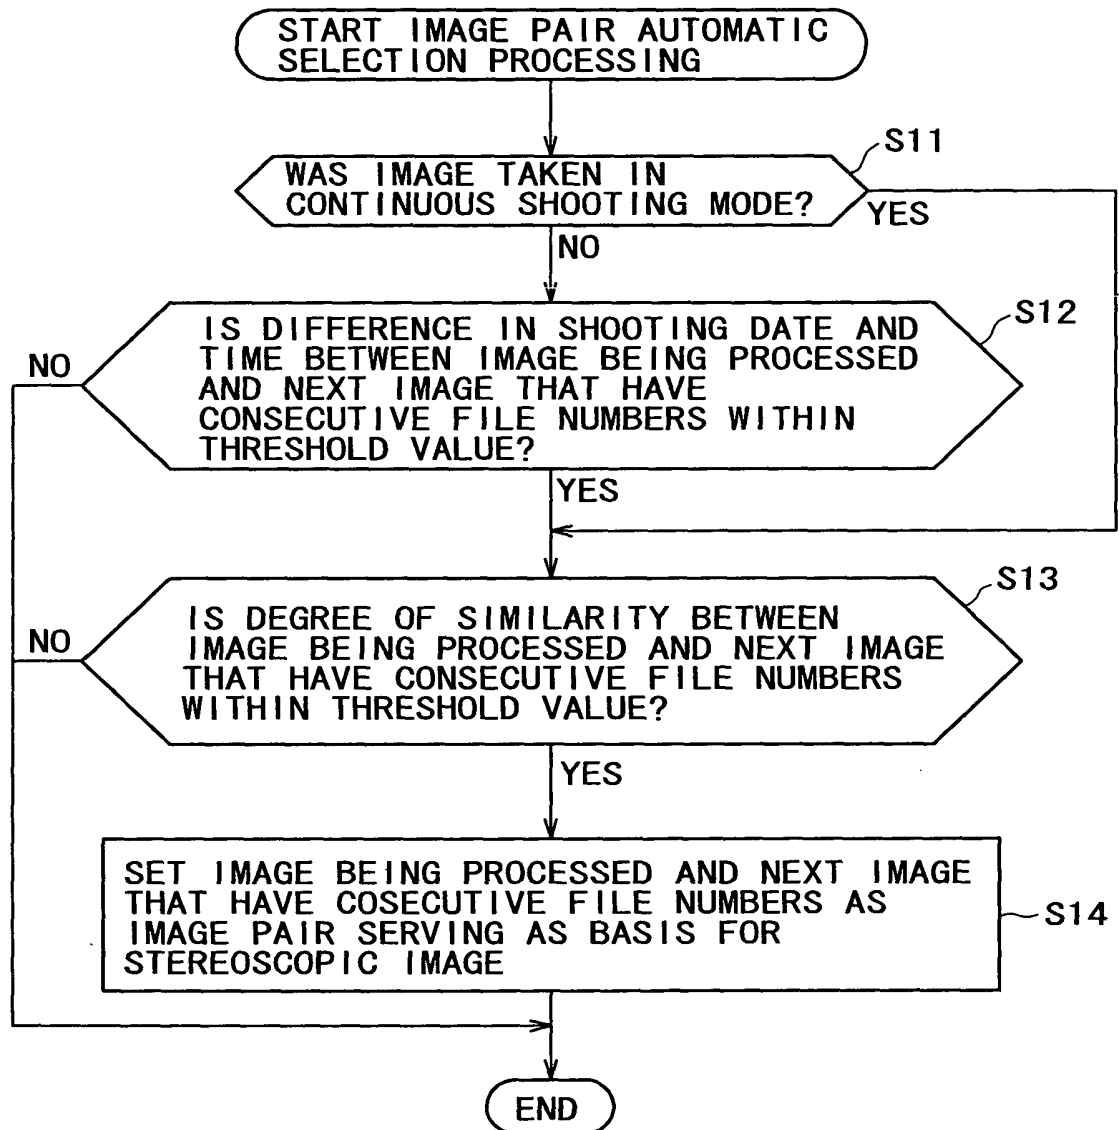 START IMAGE PAIR AUTOMATIC
SELECTION PROCESSING
S11
WAS IMAGE TAKEN IN
CONTINUOUS SHOOTING MODE?
YES
NO
S12
IS DIFFERENCE IN SHOOTING DATE AND
TIME BETWEEN IMAGE BEING PROCESSED
AND NEXT IMAGE THAT HAVE
CONSECUTIVE FILE NUMBERS WITHIN
THRESHOLD VALUE?
NO
YES
S13
IS DEGREE OF SIMILARITY BETWEEN
IMAGE BEING PROCESSED AND NEXT IMAGE
THAT HAVE CONSECUTIVE FILE NUMBERS
WITHIN THRESHOLD VALUE?
NO
YES
SET IMAGE BEING PROCESSED AND NEXT IMAGE
THAT HAVE COSECUTIVE FILE NUMBERS AS
IMAGE PAIR SERVING AS BASIS FOR
STEREOSCOPIC IMAGE
S14
END